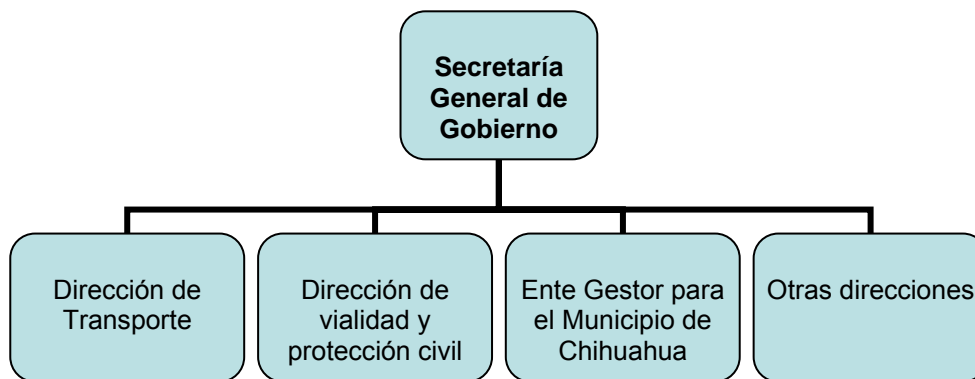 Secretaría
General de
Gobierno
Dirección de
Transporte
Dirección de
vialidad y
protección civil
Ente Gestor para
el Municipio de
Chihuahua
Otras direcciones